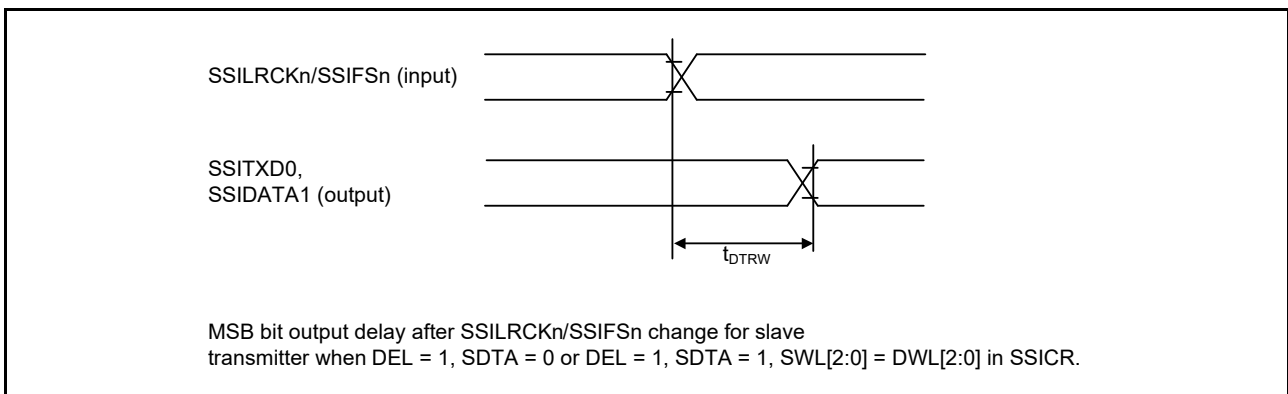 SSILRCKn/SSIFSn (input)
SSITXD0,
SSIDATA1 (output)
tDTRW
MSB bit output delay after SSILRCKn/SSIFSn change for slave
transmitter when DEL = 1, SDTA = 0 or DEL = 1, SDTA = 1, SWL[2:0] = DWL[2:0] in SSICR.